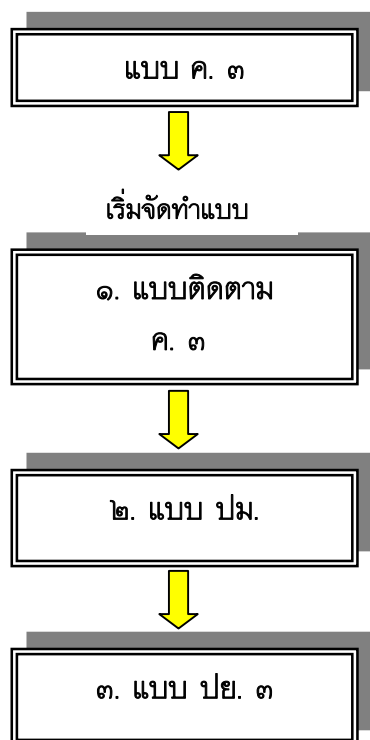 แบบ ค. ๓
เริ่มจัดทำแบบ
๑. แบบติดตาม
ค. ๓
๒. แบบ ปม.
๓. แบบ ปย. ๓